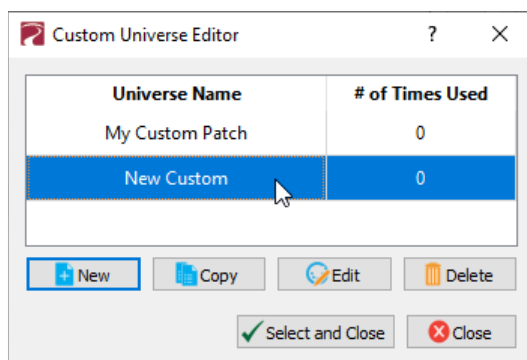 Custom Universe Editor ?
Universe Name # of Times Used
My Custom Patch 0
New Custom 0
New Copy Edit Delete
Select and Close Close